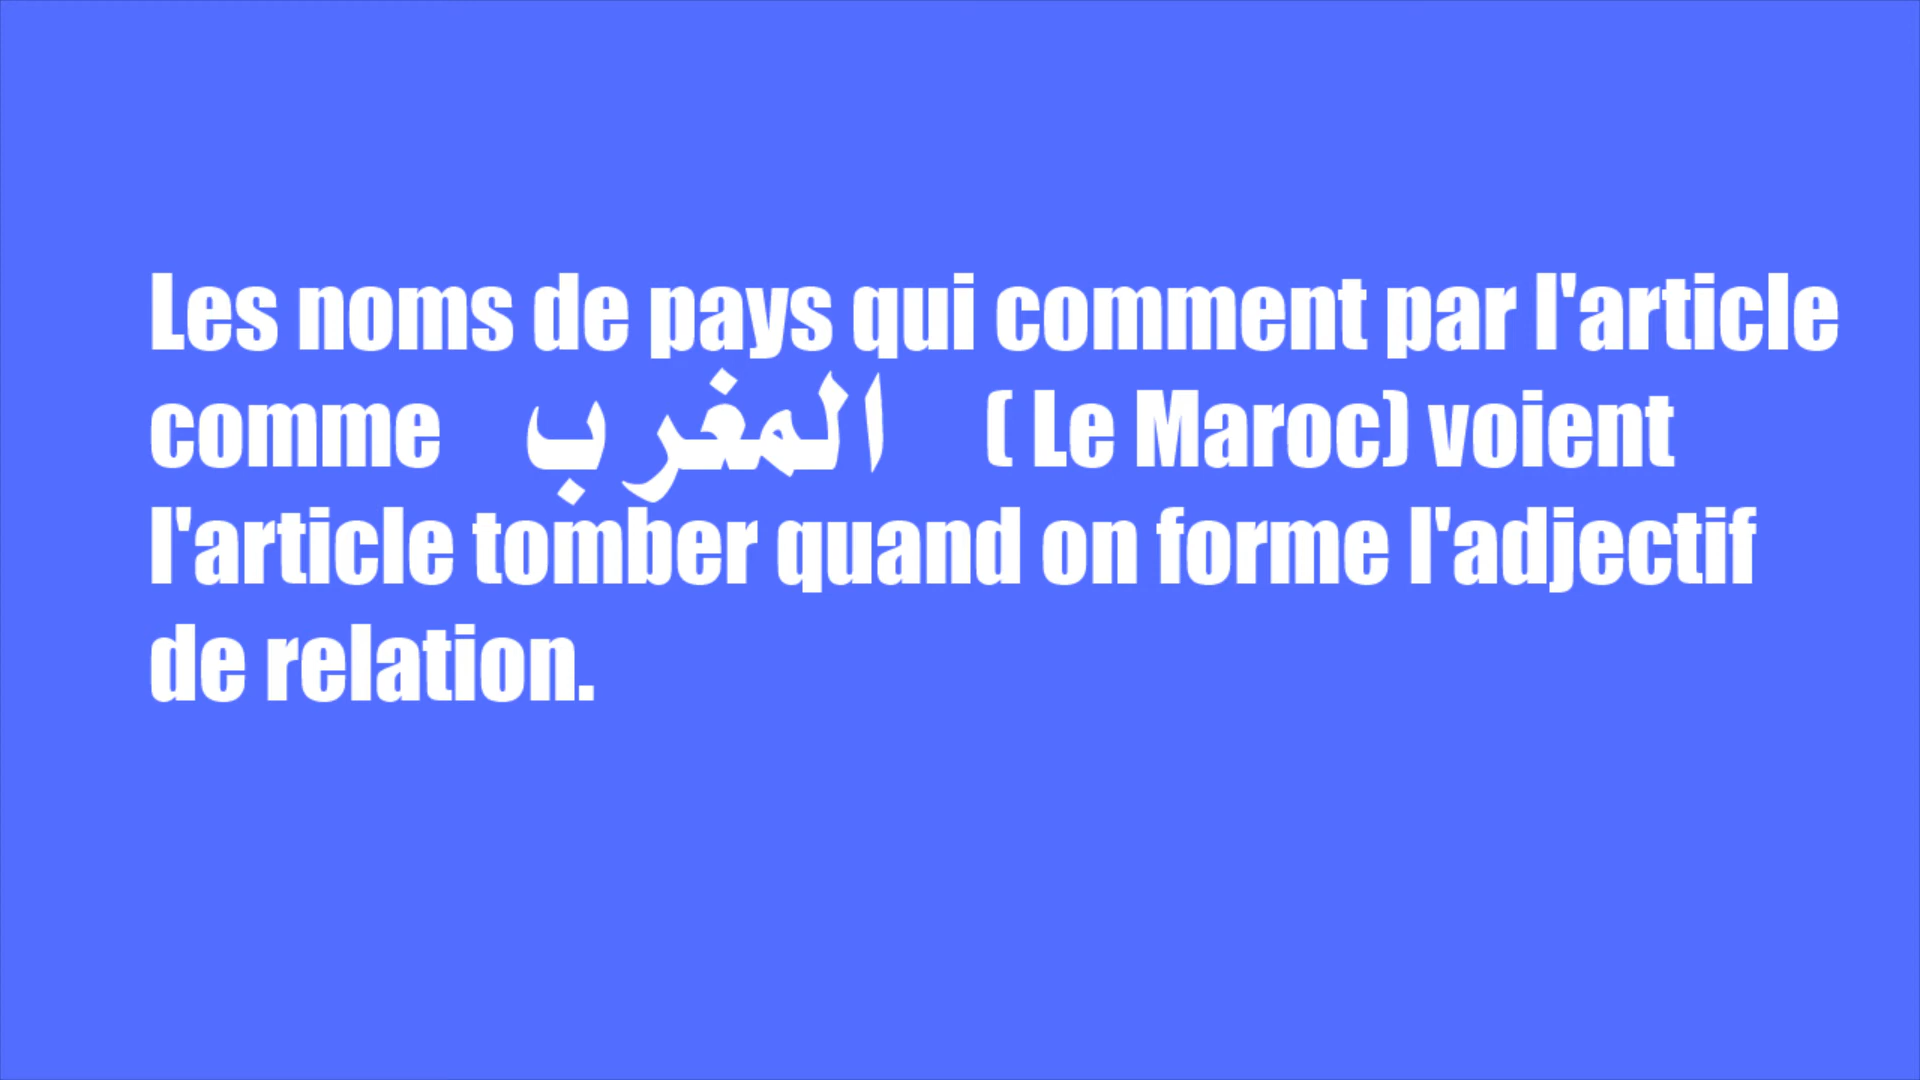 Les noms de pays qui comment par l'article
comme المغرب ( Le Maroc) voient
l'article tomber quand on forme l'adjectif
de relation.